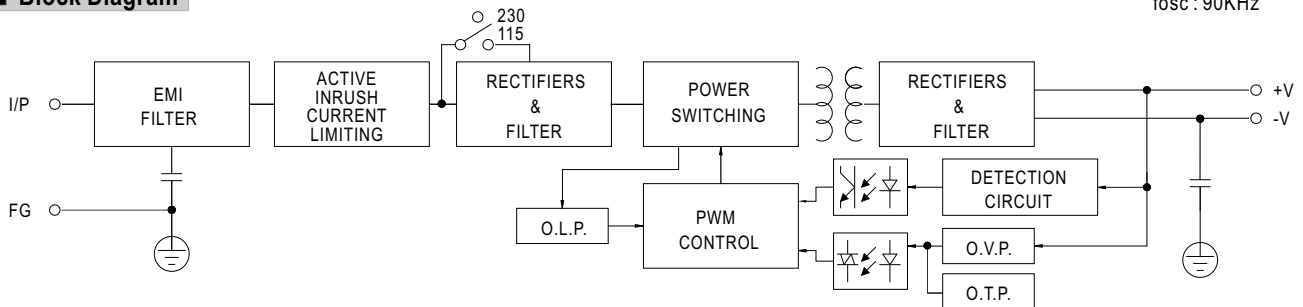 Block Diagram
fosc : 90KHz
230
115
I/P
EMI
FILTER
ACTIVE
INRUSH
CURRENT
LIMITING
RECTIFIERS
&
FILTER
POWER
SWITCHING
RECTIFIERS
&
FILTER
+V
-V
FG
O.L.P.
PWM
CONTROL
DETECTION
CIRCUIT
O.V.P.
O.T.P.